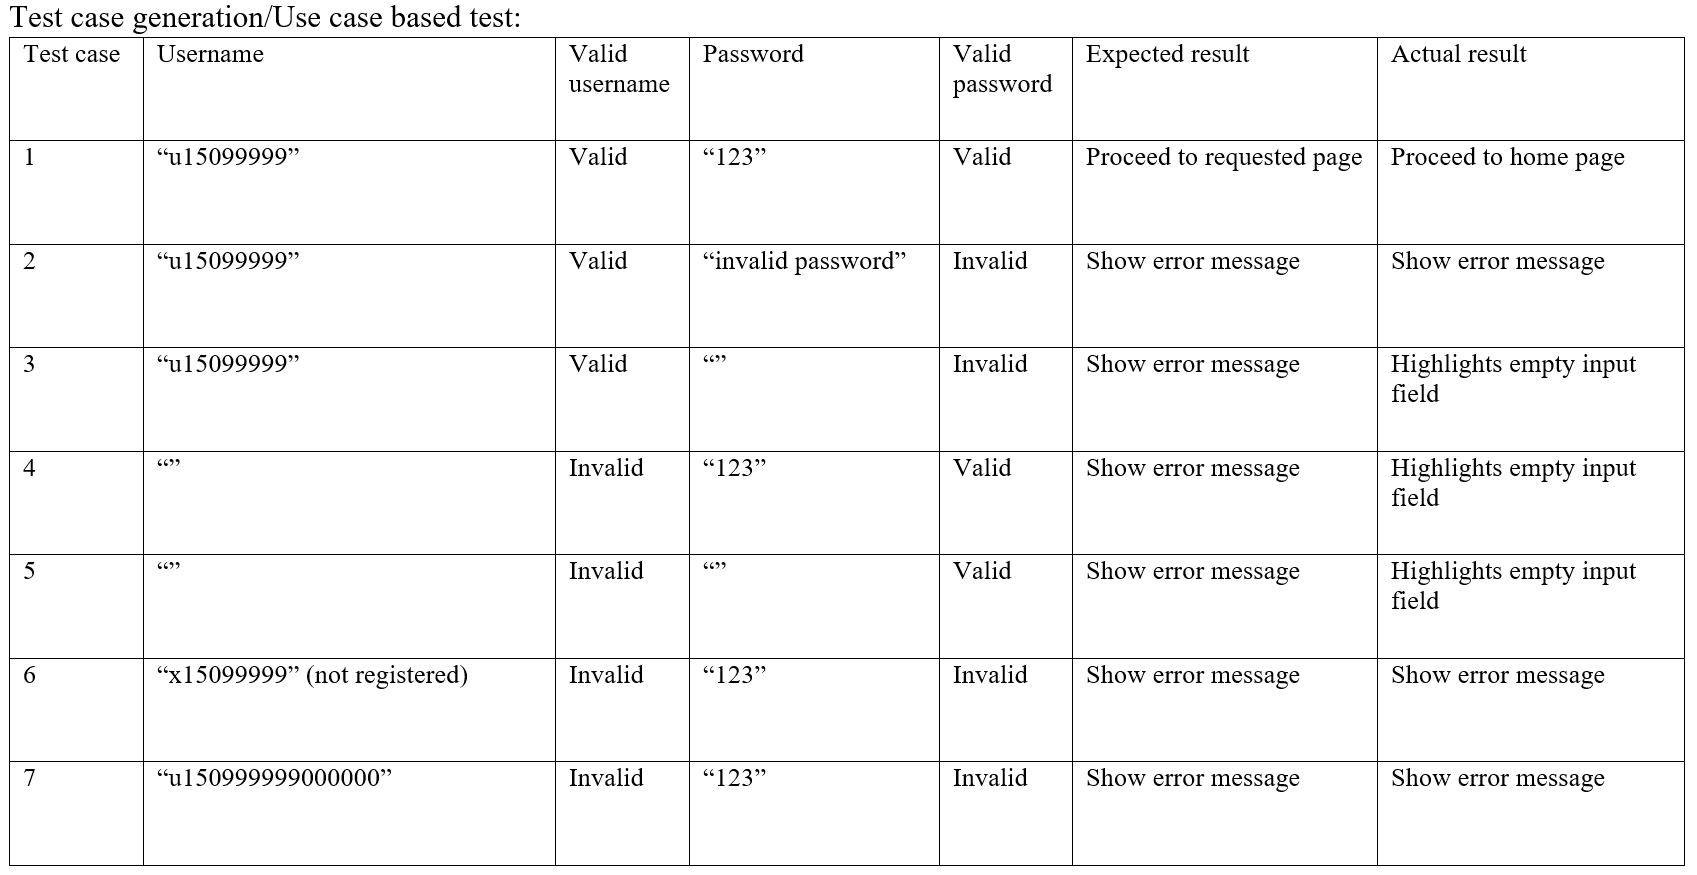 Test case generation/Use case based test:
Test case Username Valid username Password Valid password Expected result Actual result
1 “u15099999” Valid “123” Valid Proceed to requested page Proceed to home page
2 “u15099999” Valid “invalid password” Invalid Show error message Show error message
3 “u15099999” Valid “” Invalid Show error message Highlights empty input field
4 “” Invalid “123” Valid Show error message Highlights empty input field
5 “” Invalid “” Valid Show error message Highlights empty input field
6 “x15099999” (not registered) Invalid “123” Invalid Show error message Show error message
7 “u150999999000000” Invalid “123” Invalid Show error message Show error message